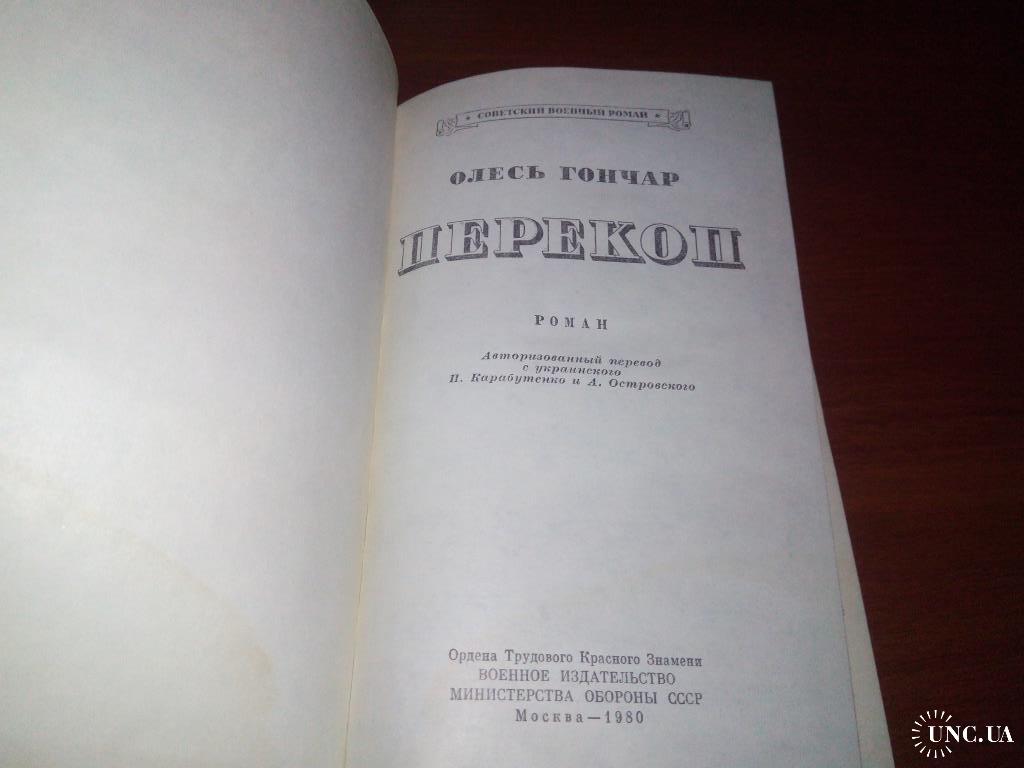 ★ СОВЕТСКИЙ ВОЕННЫЙ РОМАН ★
ОЛЕСЬ ГОНЧАР
ПЕРЕКОП
РОМАН
Авторизованный перевод
с украинского
И. Карабутенко и А. Островского
Ордена Трудового Красного Знамени
ВОЕННОЕ ИЗДАТЕЛЬСТВО
МИНИСТЕРСТВА ОБОРОНЫ СССР
Москва—1980
UNC.UA